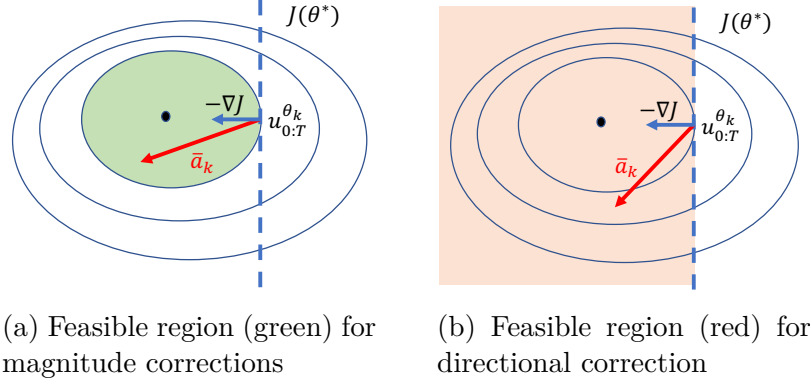 J(θ*)
−∇J
u_{0:T}^{θ_k}
ā_k
J(θ*)
−∇J
u_{0:T}^{θ_k}
ā_k
(a) Feasible region (green) for
magnitude corrections
(b) Feasible region (red) for
directional correction